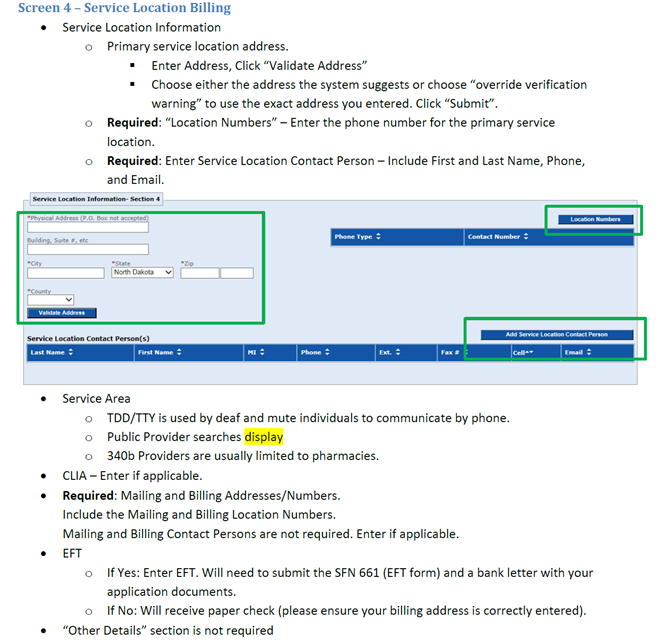 Screen 4 – Service Location Billing
• Service Location Information
o Primary service location address.
▪ Enter Address, Click “Validate Address”
▪ Choose either the address the system suggests or choose “override verification
warning” to use the exact address you entered. Click “Submit”.
o Required: “Location Numbers” – Enter the phone number for the primary service
location.
o Required: Enter Service Location Contact Person – Include First and Last Name, Phone,
and Email.
Service Location Information- Section 4
*Physical Address (P.O. Box not accepted)
Location Numbers
Phone Type Contact Number
Building, Suite #, etc
*City *State *Zip
North Dakota
*County
Validate Address
Add Service Location Contact Person
Service Location Contact Person(s)
Last Name First Name MI Phone Ext. Fax # Cell Email
• Service Area
o TDD/TTY is used by deaf and mute individuals to communicate by phone.
o Public Provider searches display
o 340b Providers are usually limited to pharmacies.
• CLIA – Enter if applicable.
• Required: Mailing and Billing Addresses/Numbers.
Include the Mailing and Billing Location Numbers.
Mailing and Billing Contact Persons are not required. Enter if applicable.
• EFT
o If Yes: Enter EFT. Will need to submit the SFN 661 (EFT form) and a bank letter with your
application documents.
o If No: Will receive paper check (please ensure your billing address is correctly entered).
• “Other Details” section is not required